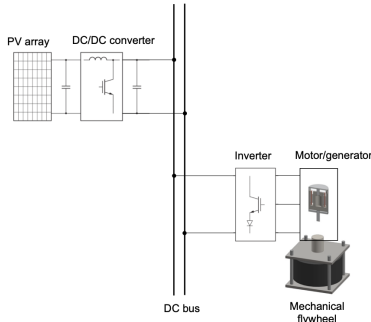 PV array
DC/DC converter
Inverter
Motor/generator
DC bus
Mechanical
flywheel